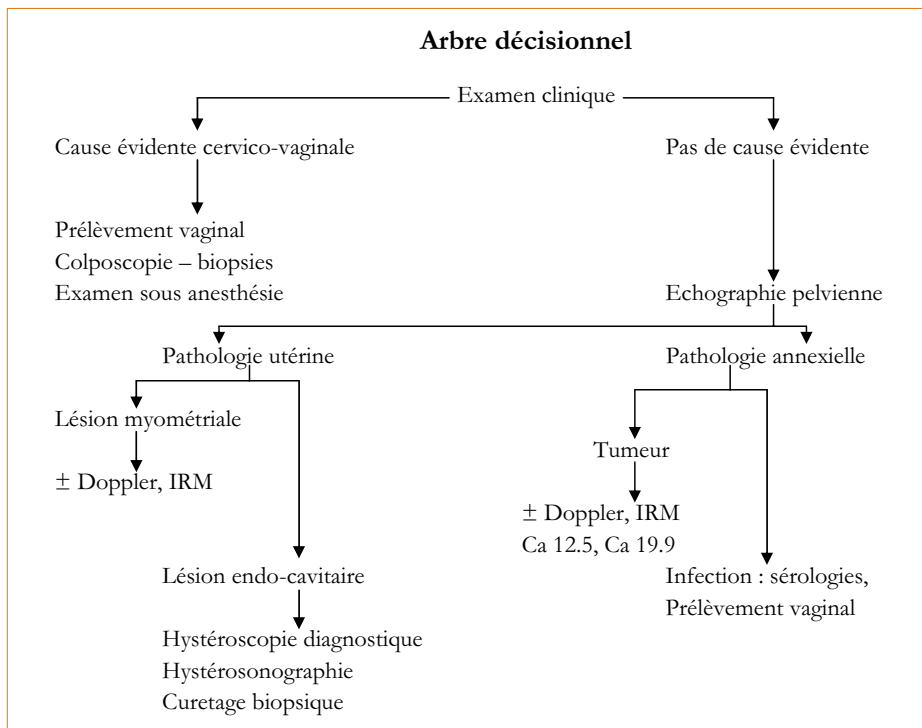 Arbre décisionnel
Examen clinique
Cause évidente cervico-vaginale
Pas de cause évidente
Prélèvement vaginal
Colposcopie – biopsies
Examen sous anesthésie
Echographie pelvienne
Pathologie utérine
Pathologie annexielle
Lésion myométriale
± Doppler, IRM
Tumeur
± Doppler, IRM
Ca 12.5, Ca 19.9
Lésion endo-cavitaire
Infection : sérologies,
Prélèvement vaginal
Hystéroscopie diagnostique
Hystérosonographie
Curetage biopsique